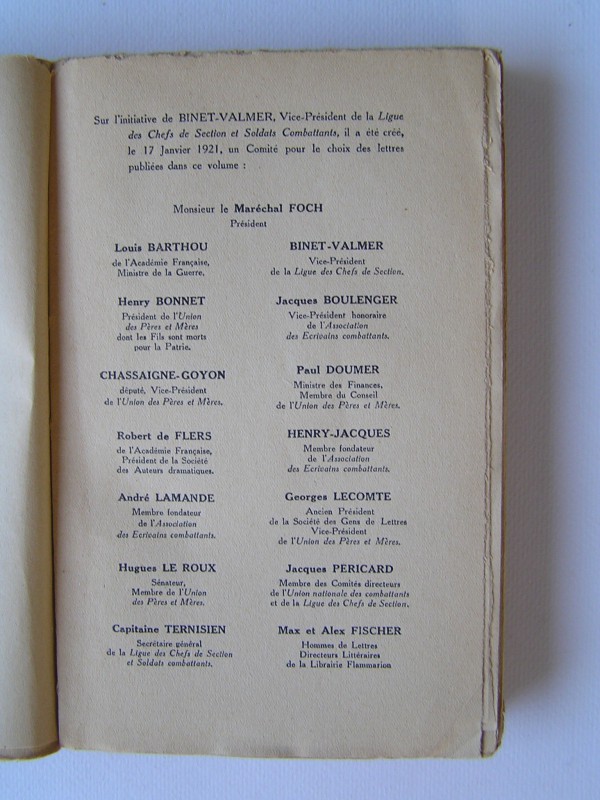 Sur l'initiative de BINET-VALMER, Vice-Président de la Ligue
des Chefs de Section et Soldats Combattants, il a été créé,
le 17 Janvier 1921, un Comité pour le choix des lettres
publiées dans ce volume :
Monsieur le Maréchal FOCH
Président
Louis BARTHOU
de l'Académie Française,
Ministre de la Guerre.
BINET-VALMER
Vice-Président
de la Ligue des Chefs de Section.
Henry BONNET
Président de l'Union
des Pères et Mères
dont les Fils sont morts
pour la Patrie.
Jacques BOULENGER
Vice-Président honoraire
de l'Association
des Ecrivains combattants.
CHASSAIGNE-GOYON
député, Vice-Président
de l'Union des Pères et Mères.
Paul DOUMER
Ministre des Finances,
Membre du Conseil
de l'Union des Pères et Mères.
Robert de FLERS
de l'Académie Française,
Président de la Société
des Auteurs dramatiques.
HENRY-JACQUES
Membre fondateur
de l'Association
des Ecrivains combattants.
André LAMANDE
Membre fondateur
de l'Association
des Ecrivains combattants.
Georges LECOMTE
Ancien Président
de la Société des Gens de Lettres
Vice-Président
de l'Union des Pères et Mères.
Hugues LE ROUX
Sénateur,
Membre de l'Union
des Pères et Mères.
Jacques PÉRICARD
Membre des Comités directeurs
de l'Union nationale des combattants
et de la Ligue des Chefs de Section.
Capitaine TERNISIEN
Secrétaire général
de la Ligue des Chefs de Section
et Soldats combattants.
Max et Alex FISCHER
Hommes de Lettres
Directeurs Littéraires
de la Librairie Flammarion